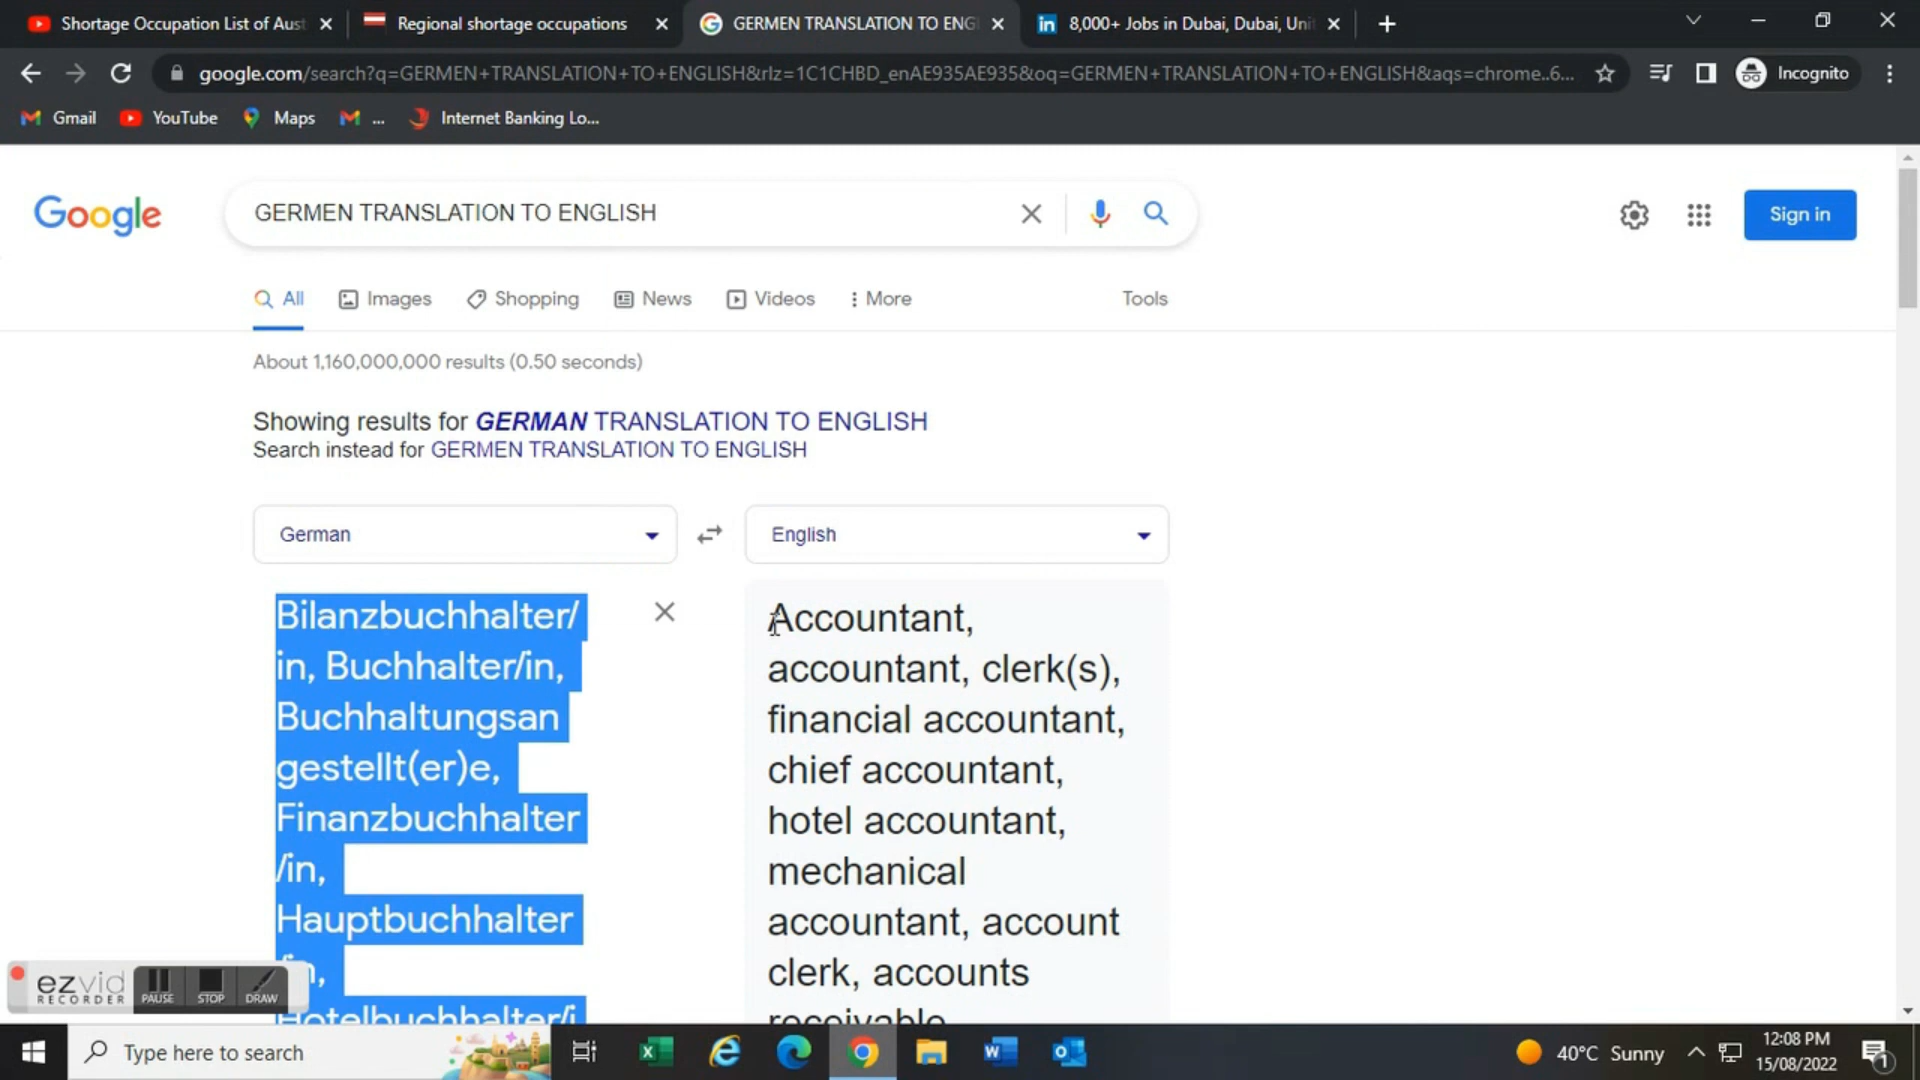 Shortage Occupation List of Aust
Regional shortage occupations
GERMEN TRANSLATION TO ENG
8,000+ Jobs in Dubai, Dubai, Uni
google.com/search?q=GERMEN+TRANSLATION+TO+ENGLISH&rlz=1C1CHBD_enAE935AE935&oq=GERMEN+TRANSLATION+TO+ENGLISH&aqs=chrome..6...
Incognito
Gmail
YouTube
Maps
...
Internet Banking Lo...
Google
GERMEN TRANSLATION TO ENGLISH
Sign in
All
Images
Shopping
News
Videos
More
Tools
About 1,160,000,000 results (0.50 seconds)
Showing results for GERMAN TRANSLATION TO ENGLISH
Search instead for GERMEN TRANSLATION TO ENGLISH
German
English
Bilanzbuchhalter/
in, Buchhalter/in,
Buchhaltungsan
gestellt(er)e,
Finanzbuchhalter
/in,
Hauptbuchhalter
/in,
Hotelbuchhalter/i
Accountant,
accountant, clerk(s),
financial accountant,
chief accountant,
hotel accountant,
mechanical
accountant, account
clerk, accounts
receivable
ezvid
RECORDER
PAUSE
STOP
DRAW
Type here to search
40°C Sunny
12:08 PM
15/08/2022
1